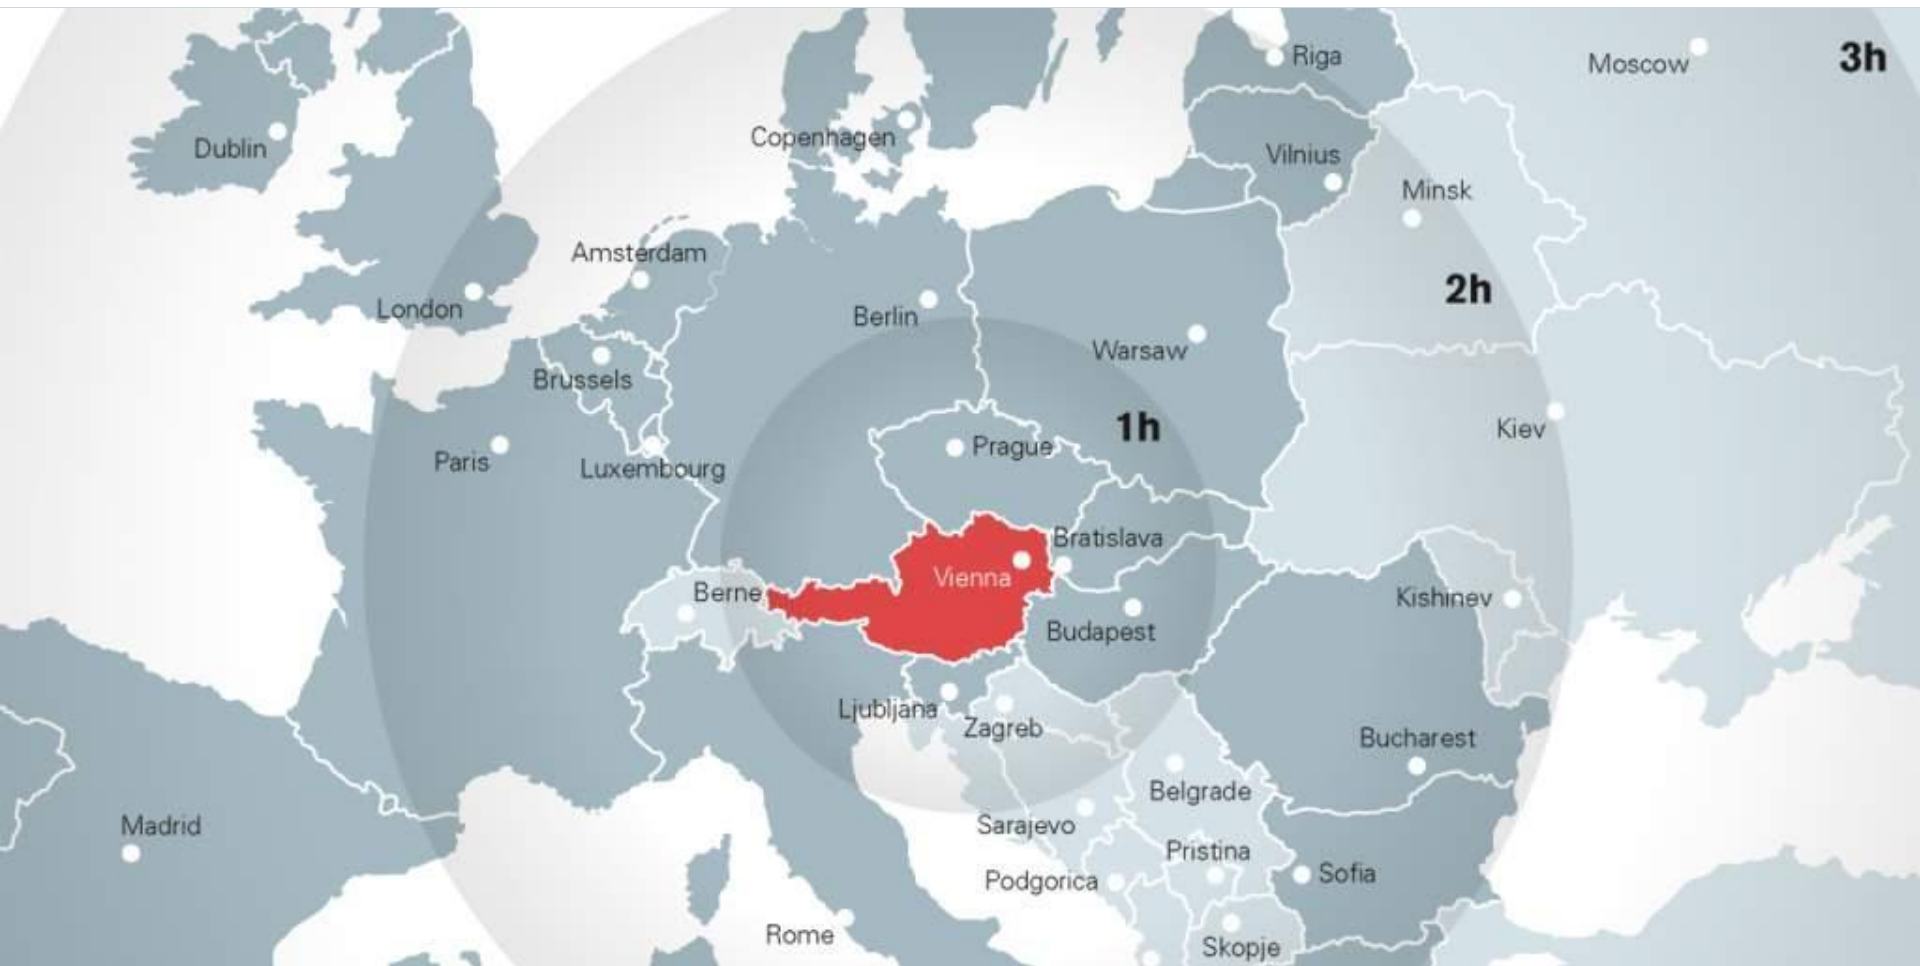 Riga
Moscow
3h
Dublin
Copenhagen
Vilnius
Minsk
Amsterdam
2h
London
Berlin
Warsaw
Brussels
Kiev
1h
Paris
Prague
Luxembourg
Bratislava
Vienna
Berne
Kishinev
Budapest
Ljubljana
Zagreb
Bucharest
Belgrade
Madrid
Sarajevo
Pristina
Podgorica
Sofia
Rome
Skopje